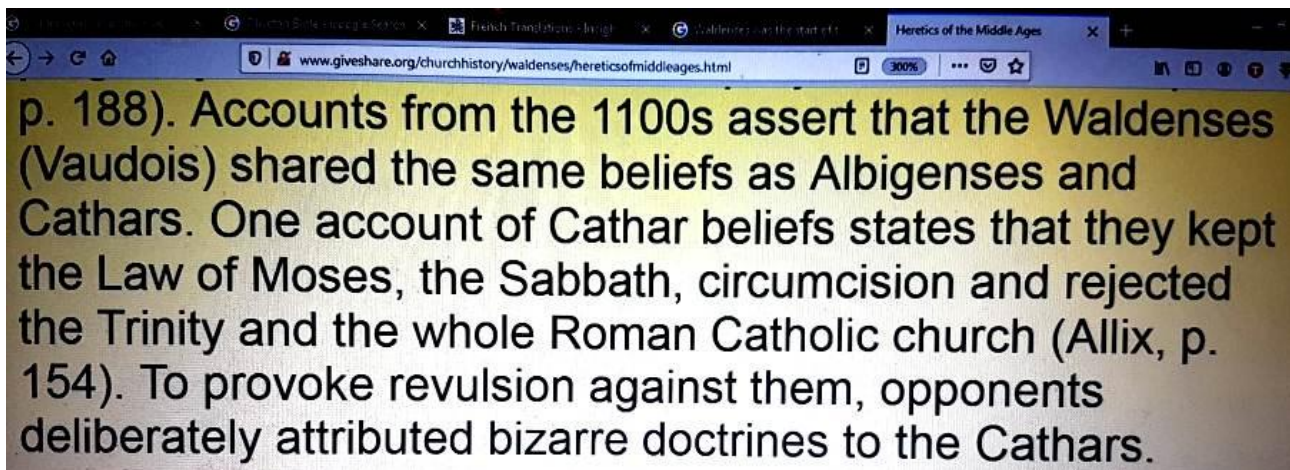 French Translations -
Heretics of the Middle Ages
www.giveshare.org/churchhistory/waldenses/hereticsofmiddleages.html
300%
p. 188). Accounts from the 1100s assert that the Waldenses
(Vaudois) shared the same beliefs as Albigenses and
Cathars. One account of Cathar beliefs states that they kept
the Law of Moses, the Sabbath, circumcision and rejected
the Trinity and the whole Roman Catholic church (Allix, p.
154). To provoke revulsion against them, opponents
deliberately attributed bizarre doctrines to the Cathars.